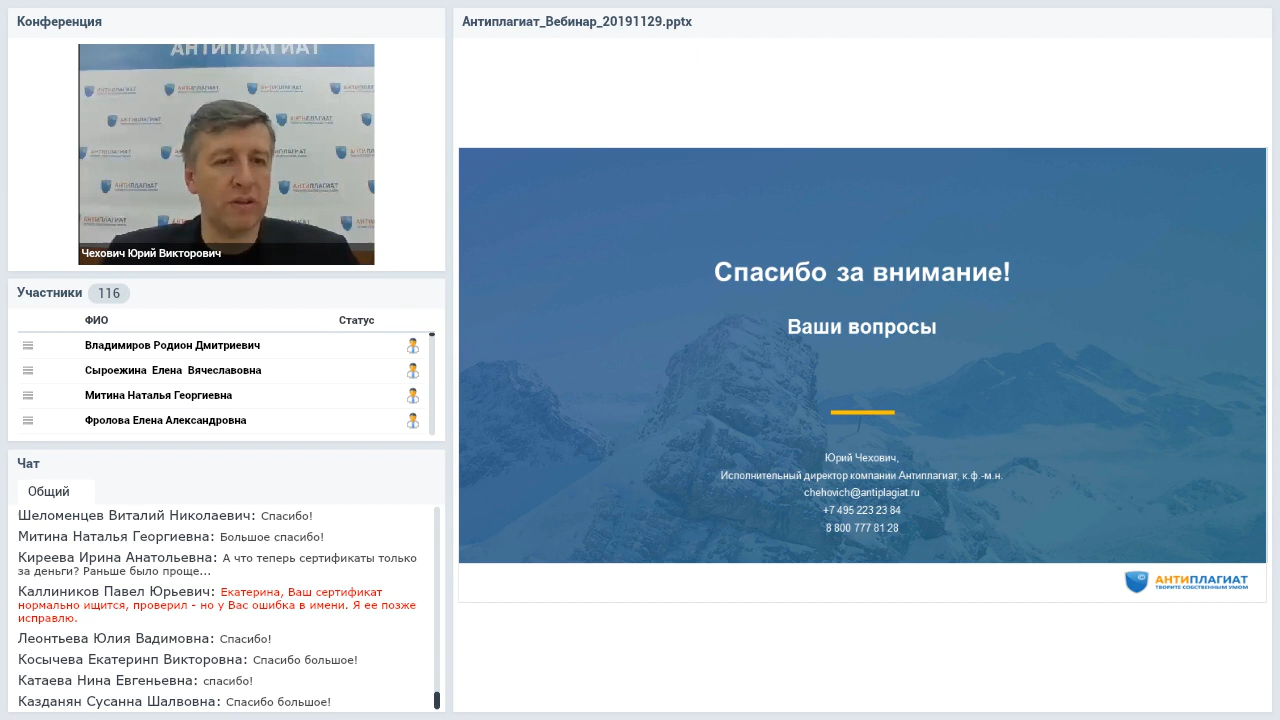 Конференция
АНТИПЛАГИАТ
Чехович Юрий Викторович
Участники 116
ФИО Статус
Владимиров Родион Дмитриевич
Сыроежина Елена Вячеславовна
Митина Наталья Георгиевна
Фролова Елена Александровна
Чат
Общий
Шеломенцев Виталий Николаевич: Спасибо!
Митина Наталья Георгиевна: Большое спасибо!
Киреева Ирина Анатольевна: А что теперь сертификаты только
за деньги? Раньше было проще...
Каллиников Павел Юрьевич: Екатерина, Ваш сертификат
нормально ищится, проверил - но у Вас ошибка в имени. Я ее позже
исправлю.
Леонтьева Юлия Вадимовна: Спасибо!
Косычева Екатеринп Викторовна: Спасибо большое!
Катаева Нина Евгеньевна: спасибо!
Казданян Сусанна Шалвовна: Спасибо большое!
Антиплагиат_Вебинар_20191129.pptx
Спасибо за внимание!
Ваши вопросы
Юрий Чехович,
Исполнительный директор компании Антиплагиат, к.ф.-м.н.
chehovich@antiplagiat.ru
+7 495 223 23 84
8 800 777 81 28
АНТИПЛАГИАТ
ТВОРИТЕ СОБСТВЕННЫМ УМОМ